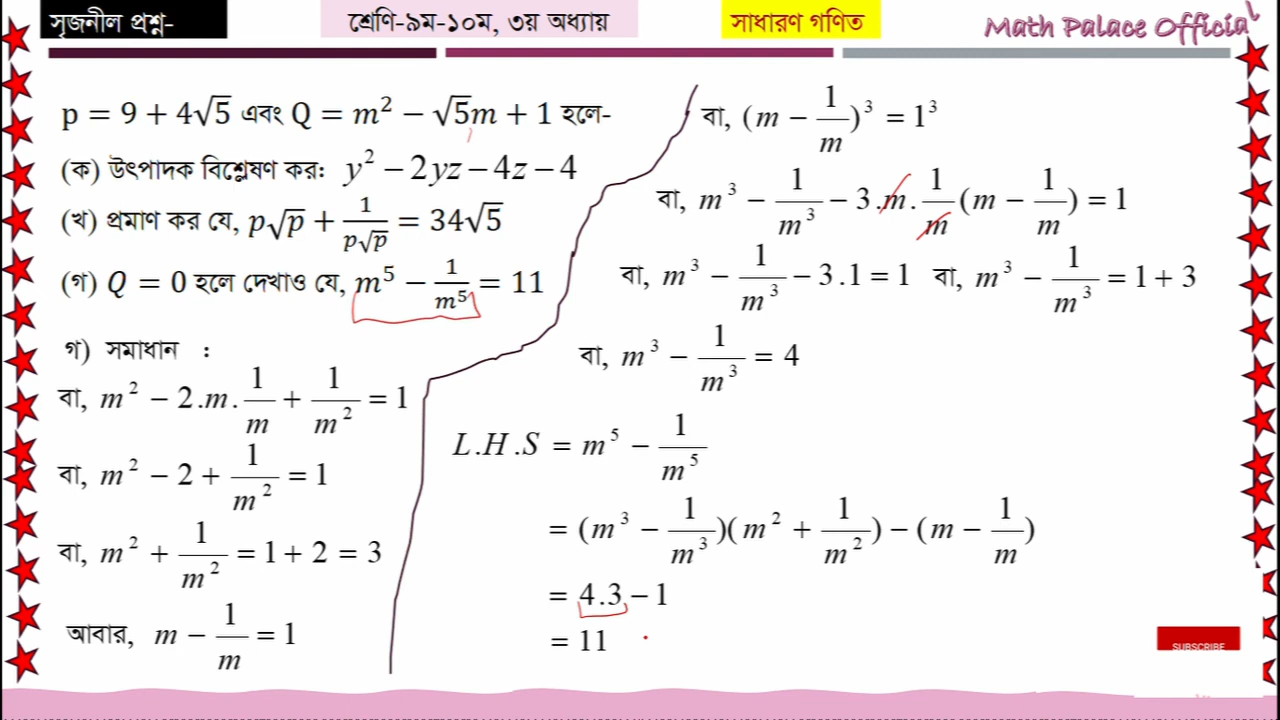 সৃজনীল প্রশ্ন-
শ্রেণি-৯ম-১০ম, ৩য় অধ্যায়
সাধারণ গণিত
Math Palace Official
p = 9 + 4√5 এবং Q = m² − √5m + 1 হলে-
(ক) উৎপাদক বিশ্লেষণ কর: y² − 2yz − 4z − 4
(খ) প্রমাণ কর যে, p√p + 1/(p√p) = 34√5
(গ) Q = 0 হলে দেখাও যে, m⁵ − 1/m⁵ = 11
গ) সমাধান :
বা, m² − 2.m.1/m + 1/m² = 1
বা, m² − 2 + 1/m² = 1
বা, m² + 1/m² = 1 + 2 = 3
আবার, m − 1/m = 1
বা, (m − 1/m)³ = 1³
বা, m³ − 1/m³ − 3.m.1/m(m − 1/m) = 1
বা, m³ − 1/m³ − 3.1 = 1 বা, m³ − 1/m³ = 1 + 3
বা, m³ − 1/m³ = 4
L.H.S = m⁵ − 1/m⁵
= (m³ − 1/m³)(m² + 1/m²) − (m − 1/m)
= 4.3 − 1
= 11
SUBSCRIBE